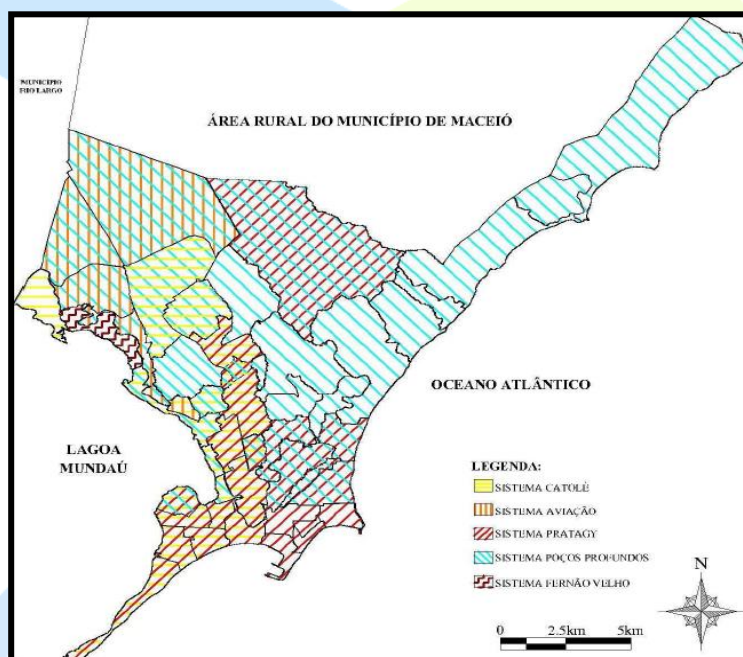 MUNICÍPIO
RIO LARGO
ÁREA RURAL DO MUNICÍPIO DE MACEIÓ
OCEANO ATLÂNTICO
LAGOA
MUNDAÚ
LEGENDA:
SISTEMA CATOLÉ
SISTEMA AVIAÇÃO
SISTEMA PRATAGY
SISTEMA POÇOS PROFUNDOS
SISTEMA FERNÃO VELHO
N
0 2.5km 5km